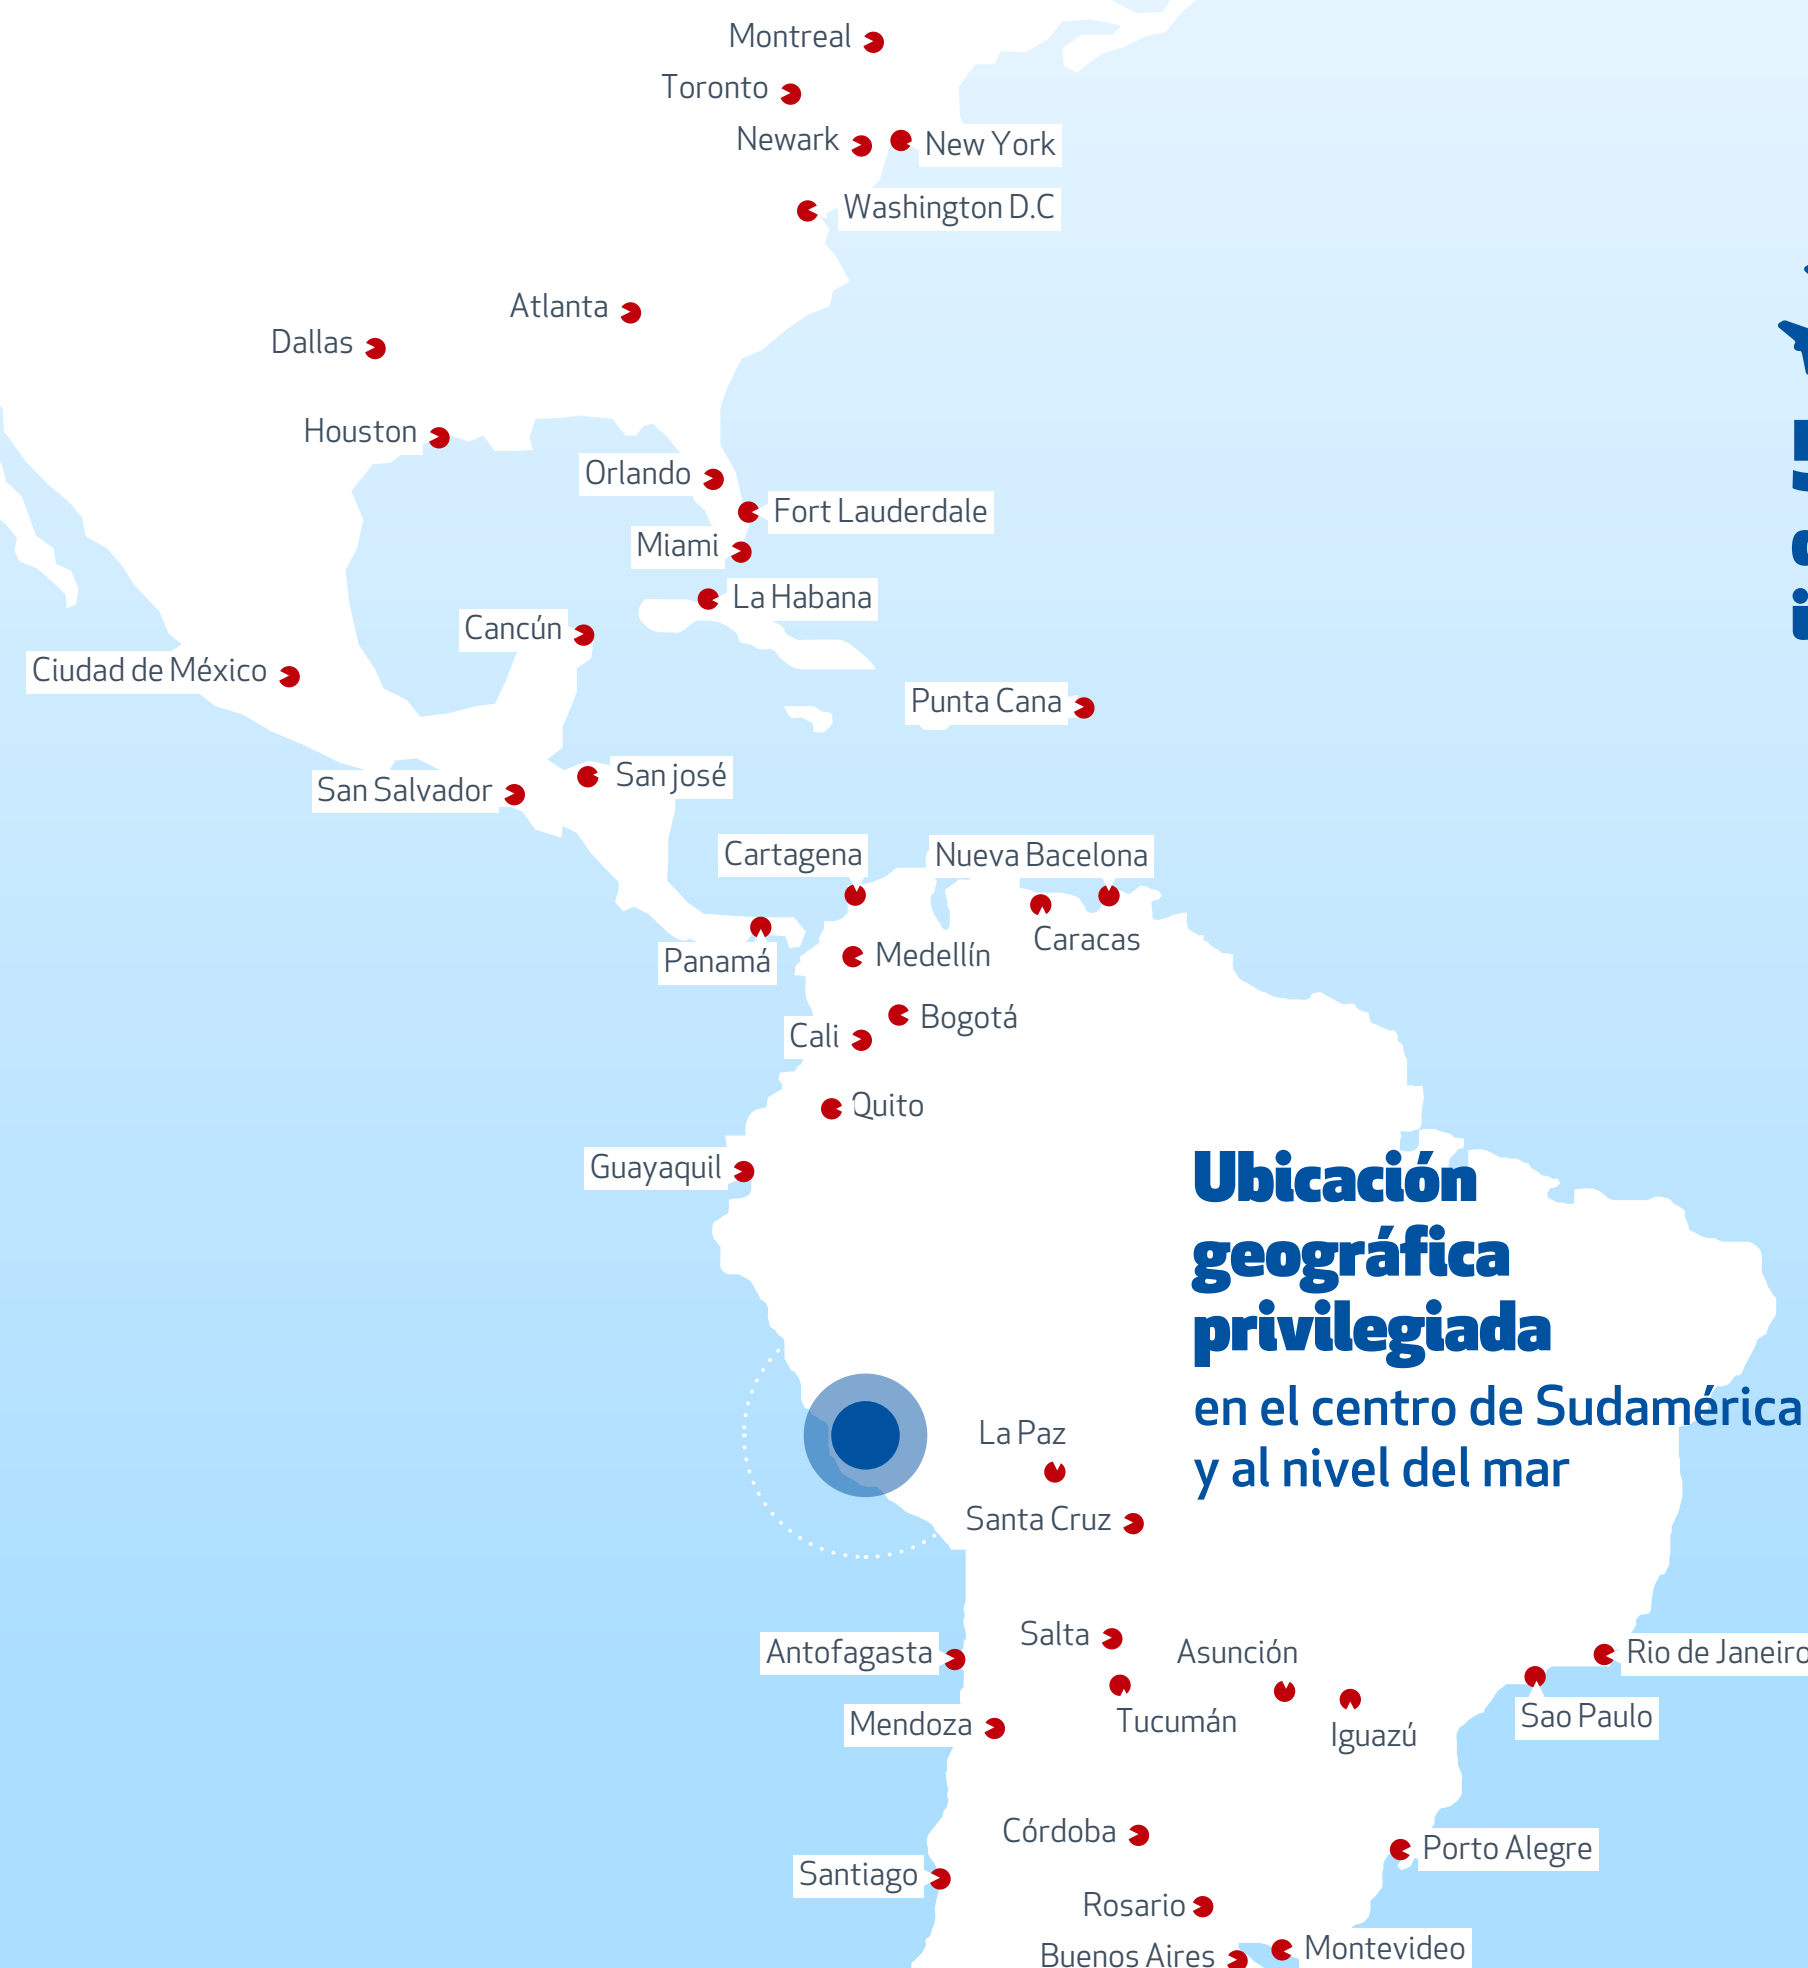 Montreal
Toronto
Newark
New York
Washington D.C
Atlanta
Dallas
Houston
Orlando
Fort Lauderdale
Miami
La Habana
Cancún
Ciudad de México
Punta Cana
San josé
San Salvador
Cartagena
Nueva Bacelona
Caracas
Panamá
Medellín
Bogotá
Cali
Quito
Guayaquil
Ubicación
geográfica
privilegiada
en el centro de Sudamérica
y al nivel del mar
La Paz
Santa Cruz
Salta
Asunción
Antofagasta
Rio de Janeiro
Tucumán
Mendoza
Iguazú
Sao Paulo
Córdoba
Porto Alegre
Santiago
Rosario
Montevideo
Buenos Aires